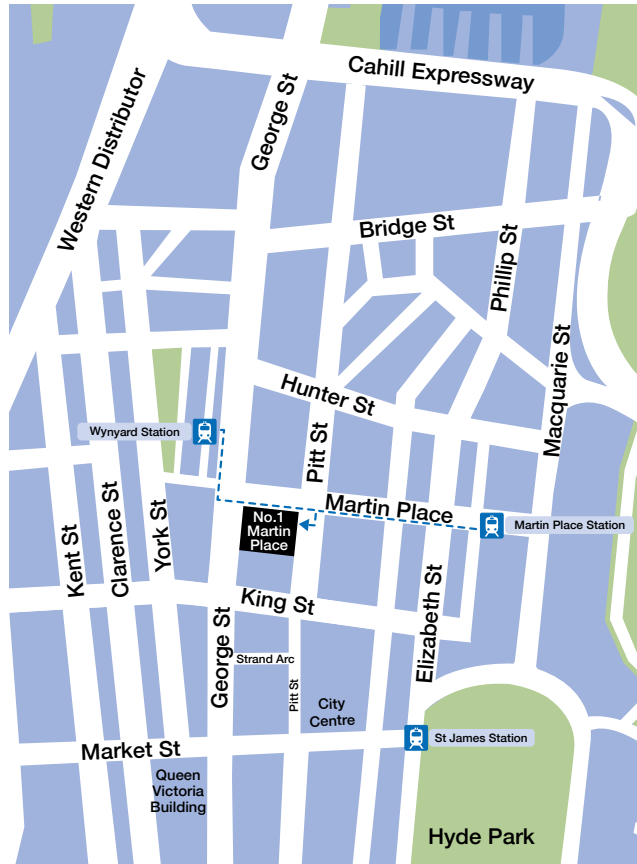 Cahill Expressway
George St
Western Distributor
Bridge St
Phillip St
Macquarie St
Hunter St
Wynyard Station
Pitt St
Martin Place
No.1
Martin
Place
Martin Place Station
Kent St
Clarence St
York St
King St
Elizabeth St
George St
Strand Arc
Pitt St
City
Centre
St James Station
Market St
Queen
Victoria
Building
Hyde Park